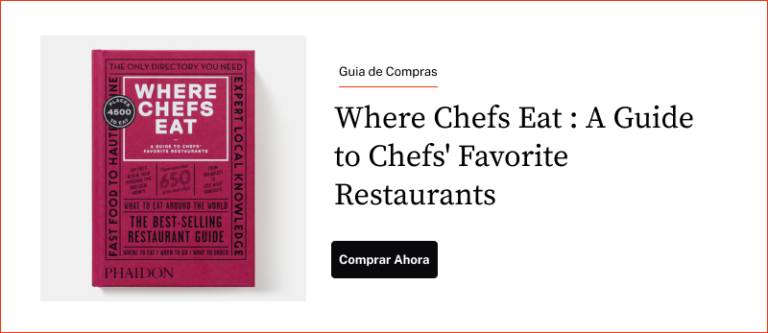 THE ONLY DIRECTORY YOU NEED
FAST FOOD TO HAUTE CUISINE
EXPERT LOCAL KNOWLEDGE
WHERE
CHEFS
EAT
A GUIDE TO CHEFS'
FAVORITE RESTAURANTS
PLACES
4500
TO EAT
650
WHAT TO EAT AROUND THE WORLD
THE BEST-SELLING
RESTAURANT GUIDE
WHERE TO EAT / WHEN TO GO / WHAT TO ORDER
PHAIDON
Guia de Compras
Where Chefs Eat : A Guide
to Chefs' Favorite
Restaurants
Comprar Ahora